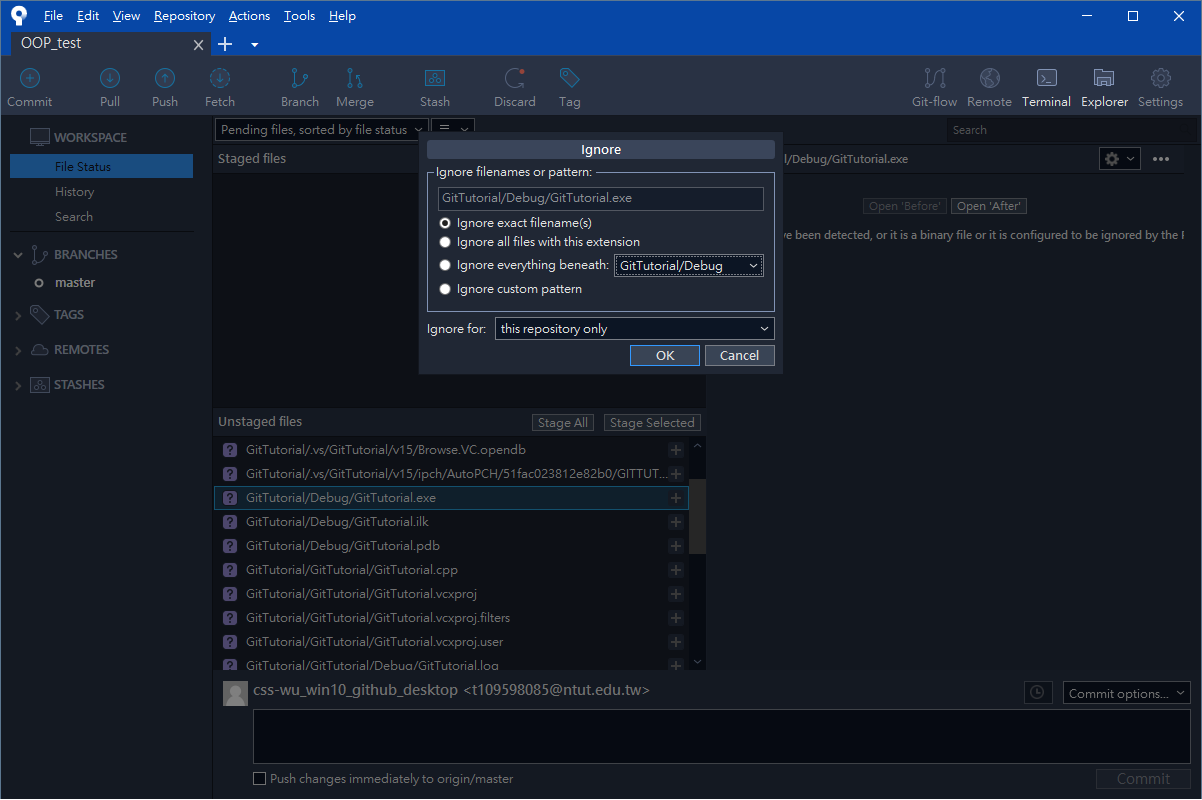 File Edit View Repository Actions Tools Help
OOP_test
Commit Pull Push Fetch Branch Merge Stash Discard Tag Git-flow Remote Terminal Explorer Settings
WORKSPACE
File Status
History
Search
BRANCHES
master
TAGS
REMOTES
STASHES
Pending files, sorted by file status
Search
Staged files
/Debug/GitTutorial.exe
Open 'Before' Open 'After'
have been detected, or it is a binary file or it is configured to be ignored by the
Ignore
Ignore filenames or pattern:
GitTutorial/Debug/GitTutorial.exe
Ignore exact filename(s)
Ignore all files with this extension
Ignore everything beneath: GitTutorial/Debug
Ignore custom pattern
Ignore for: this repository only
OK Cancel
Unstaged files Stage All Stage Selected
GitTutorial/.vs/GitTutorial/v15/Browse.VC.opendb
GitTutorial/.vs/GitTutorial/v15/ipch/AutoPCH/51fac023812e82b0/GITTUT...
GitTutorial/Debug/GitTutorial.exe
GitTutorial/Debug/GitTutorial.ilk
GitTutorial/Debug/GitTutorial.pdb
GitTutorial/GitTutorial/GitTutorial.cpp
GitTutorial/GitTutorial/GitTutorial.vcxproj
GitTutorial/GitTutorial/GitTutorial.vcxproj.filters
GitTutorial/GitTutorial/GitTutorial.vcxproj.user
GitTutorial/GitTutorial/Debug/GitTutorial.log
css-wu_win10_github_desktop <t109598085@ntut.edu.tw>
Commit options...
Push changes immediately to origin/master
Commit